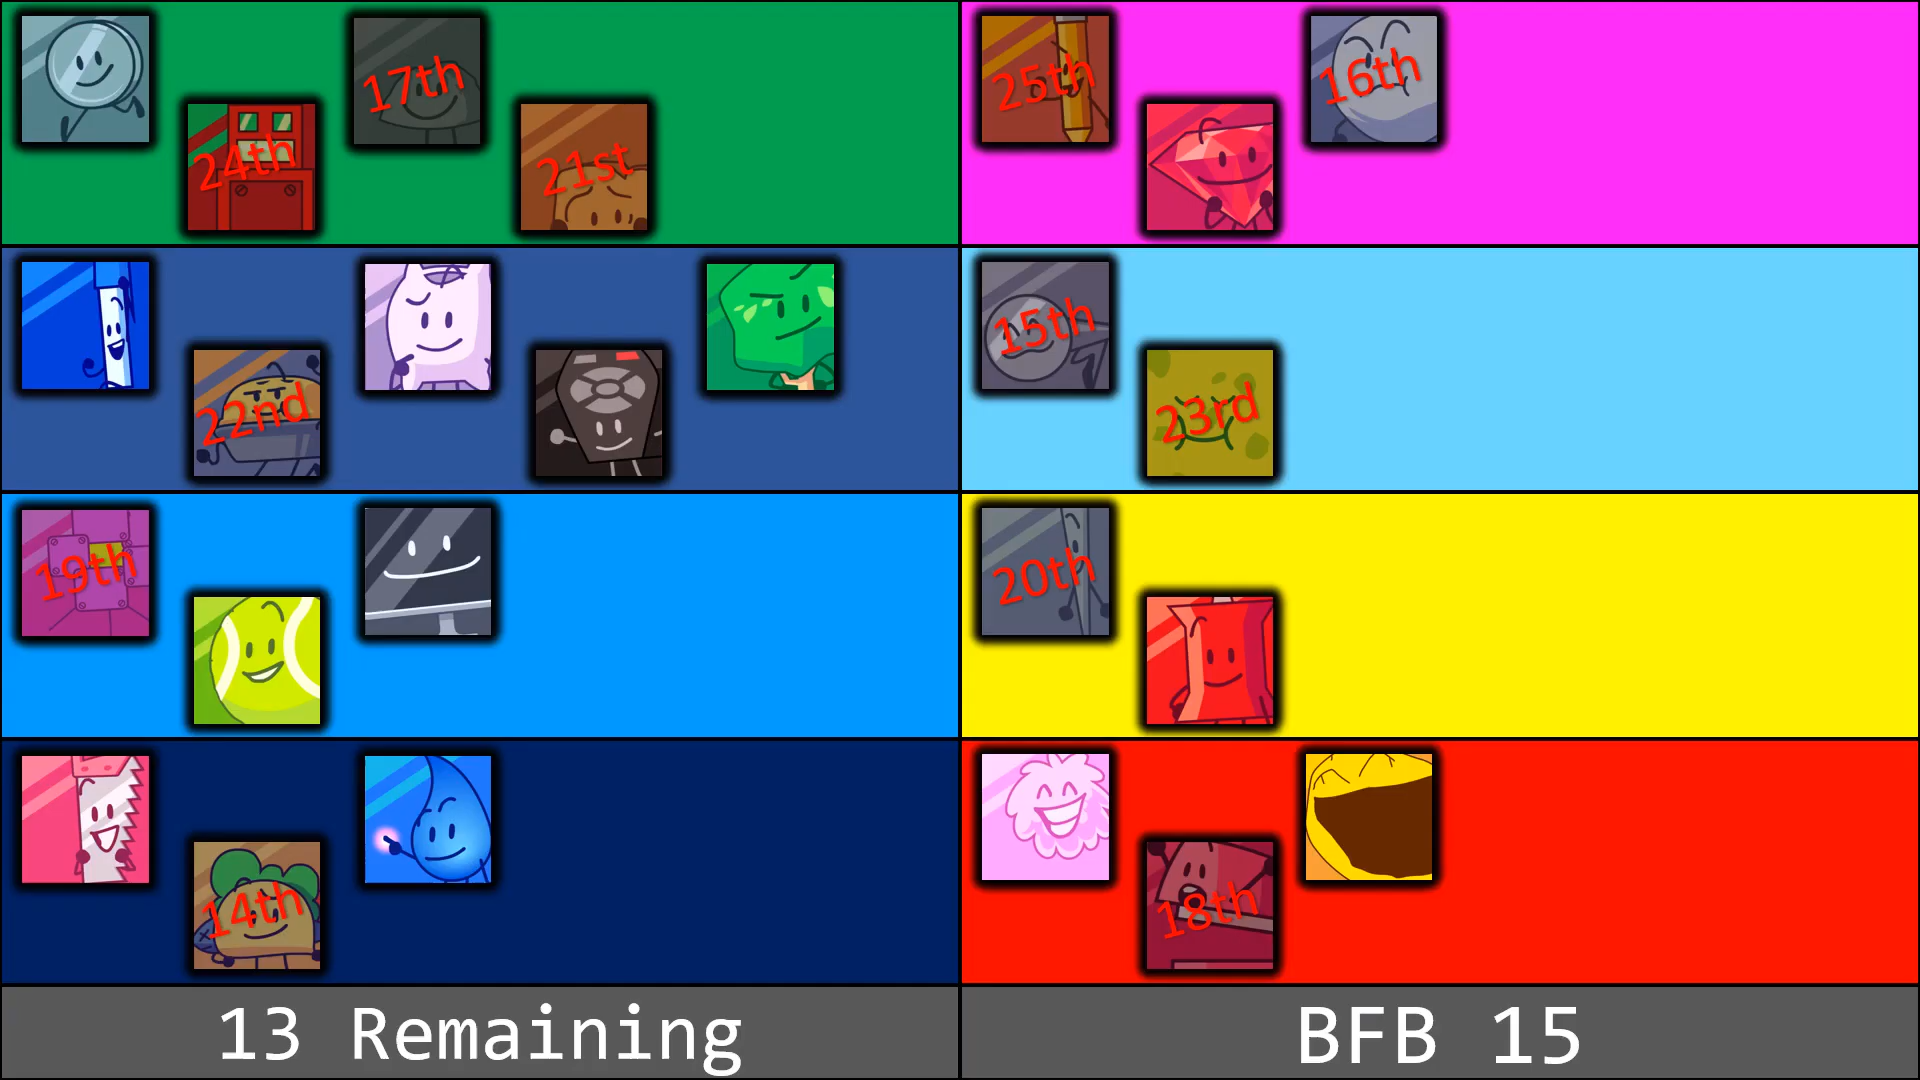 17th
24th
21st
25th
16th
22nd
15th
23rd
19th
20th
14th
18th
13 Remaining
BFB 15